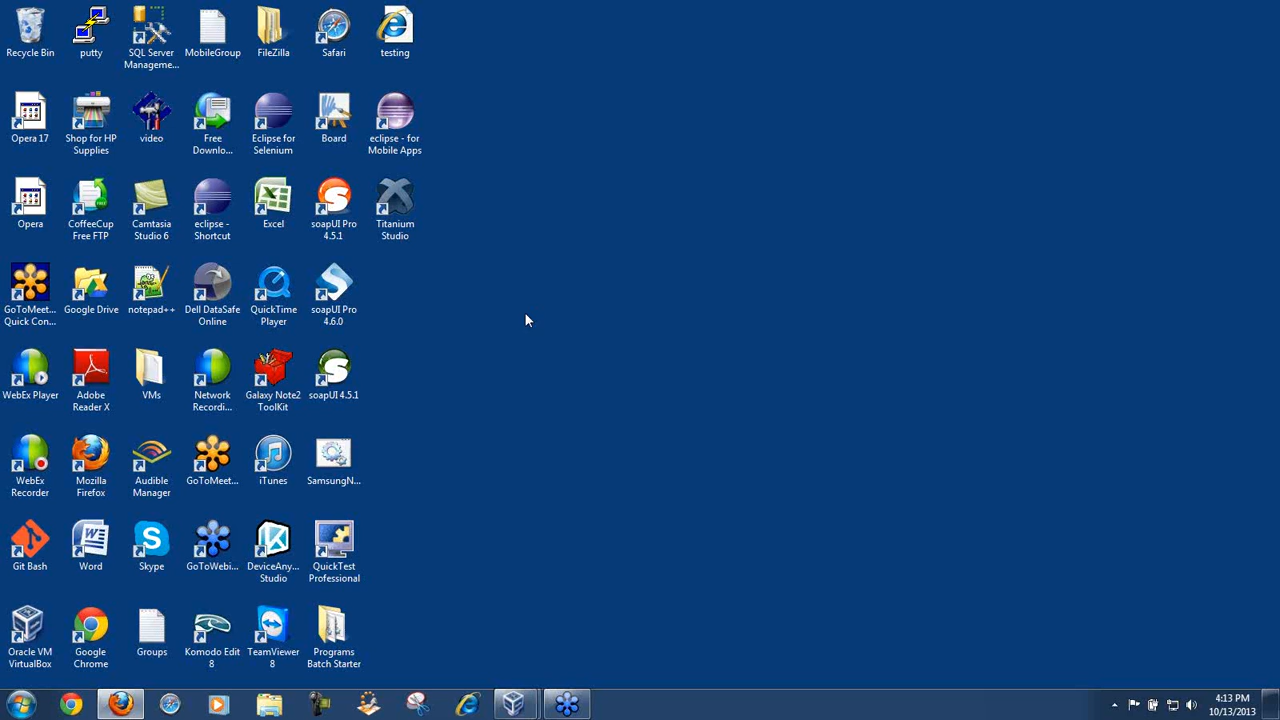 Recycle Bin
putty
SQL Server
Manageme...
MobileGroup
FileZilla
Safari
testing
Opera 17
Shop for HP
Supplies
video
Free
Downlo...
Eclipse for
Selenium
Board
eclipse - for
Mobile Apps
Opera
CoffeeCup
Free FTP
Camtasia
Studio 6
eclipse -
Shortcut
Excel
soapUI Pro
4.5.1
Titanium
Studio
GoToMeet...
Quick Con...
Google Drive
notepad++
Dell DataSafe
Online
QuickTime
Player
soapUI Pro
4.6.0
WebEx Player
Adobe
Reader X
VMs
Network
Recordi...
Galaxy Note2
ToolKit
soapUI 4.5.1
WebEx
Recorder
Mozilla
Firefox
Audible
Manager
GoToMeet...
iTunes
SamsungN...
Git Bash
Word
Skype
GoToWebi...
DeviceAny...
Studio
QuickTest
Professional
Oracle VM
VirtualBox
Google
Chrome
Groups
Komodo Edit
8
TeamViewer
8
Programs
Batch Starter
4:13 PM
10/13/2013